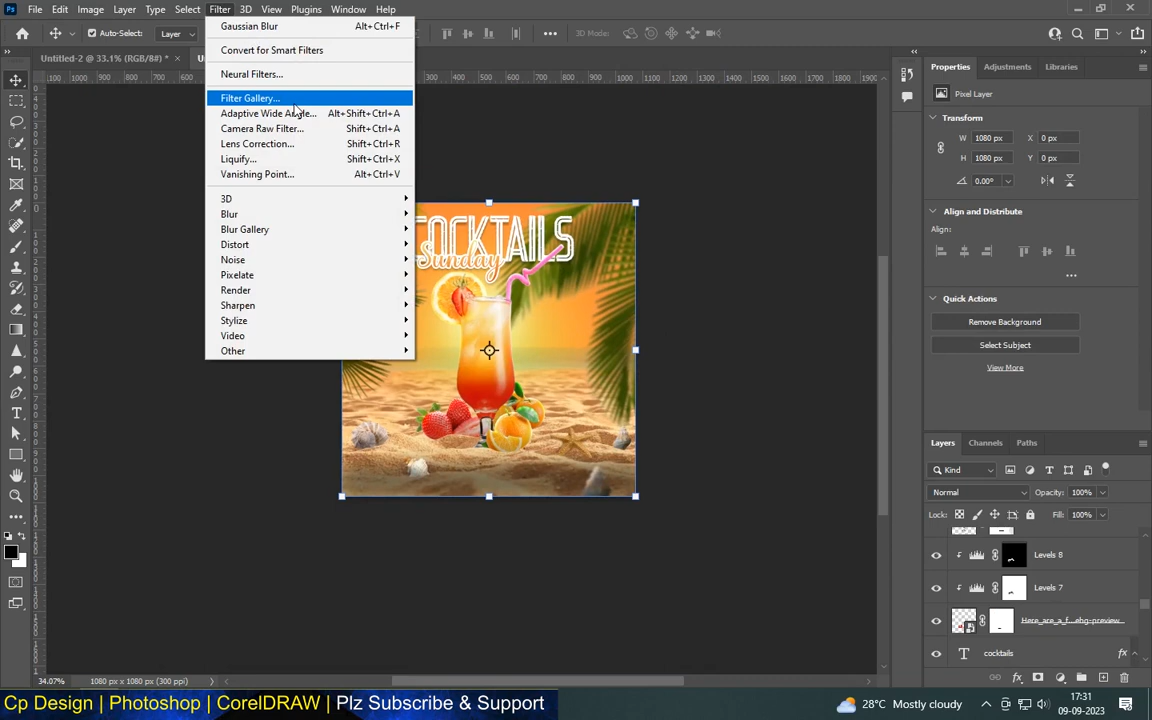 Ps File Edit Image Layer Type Select Filter 3D View Plugins Window Help
Auto-Select: Layer 3D Mode:
Untitled-2 @ 33.1% (RGB/8#) * ×
Gaussian Blur Alt+Ctrl+F
Convert for Smart Filters
Neural Filters...
Filter Gallery...
Adaptive Wide Angle... Alt+Shift+Ctrl+A
Camera Raw Filter... Shift+Ctrl+A
Lens Correction... Shift+Ctrl+R
Liquify... Shift+Ctrl+X
Vanishing Point... Alt+Ctrl+V
3D
Blur
Blur Gallery
Distort
Noise
Pixelate
Render
Sharpen
Stylize
Video
Other
COCKTAILS
Sunday
Properties Adjustments Libraries
Pixel Layer
Transform
W 1080 px X 0 px
H 1080 px Y 0 px
0.00°
Align and Distribute
Align:
Quick Actions
Remove Background
Select Subject
View More
Layers Channels Paths
Kind
Normal Opacity: 100%
Lock: Fill: 100%
Levels 8
Levels 7
Here_are_a_f...ebg-preview
cocktails fx
34.07% 1080 px x 1080 px (300 ppi)
Cp Design | Photoshop | CorelDRAW | Plz Subscribe & Support
28°C Mostly cloudy
17:31
09-09-2023